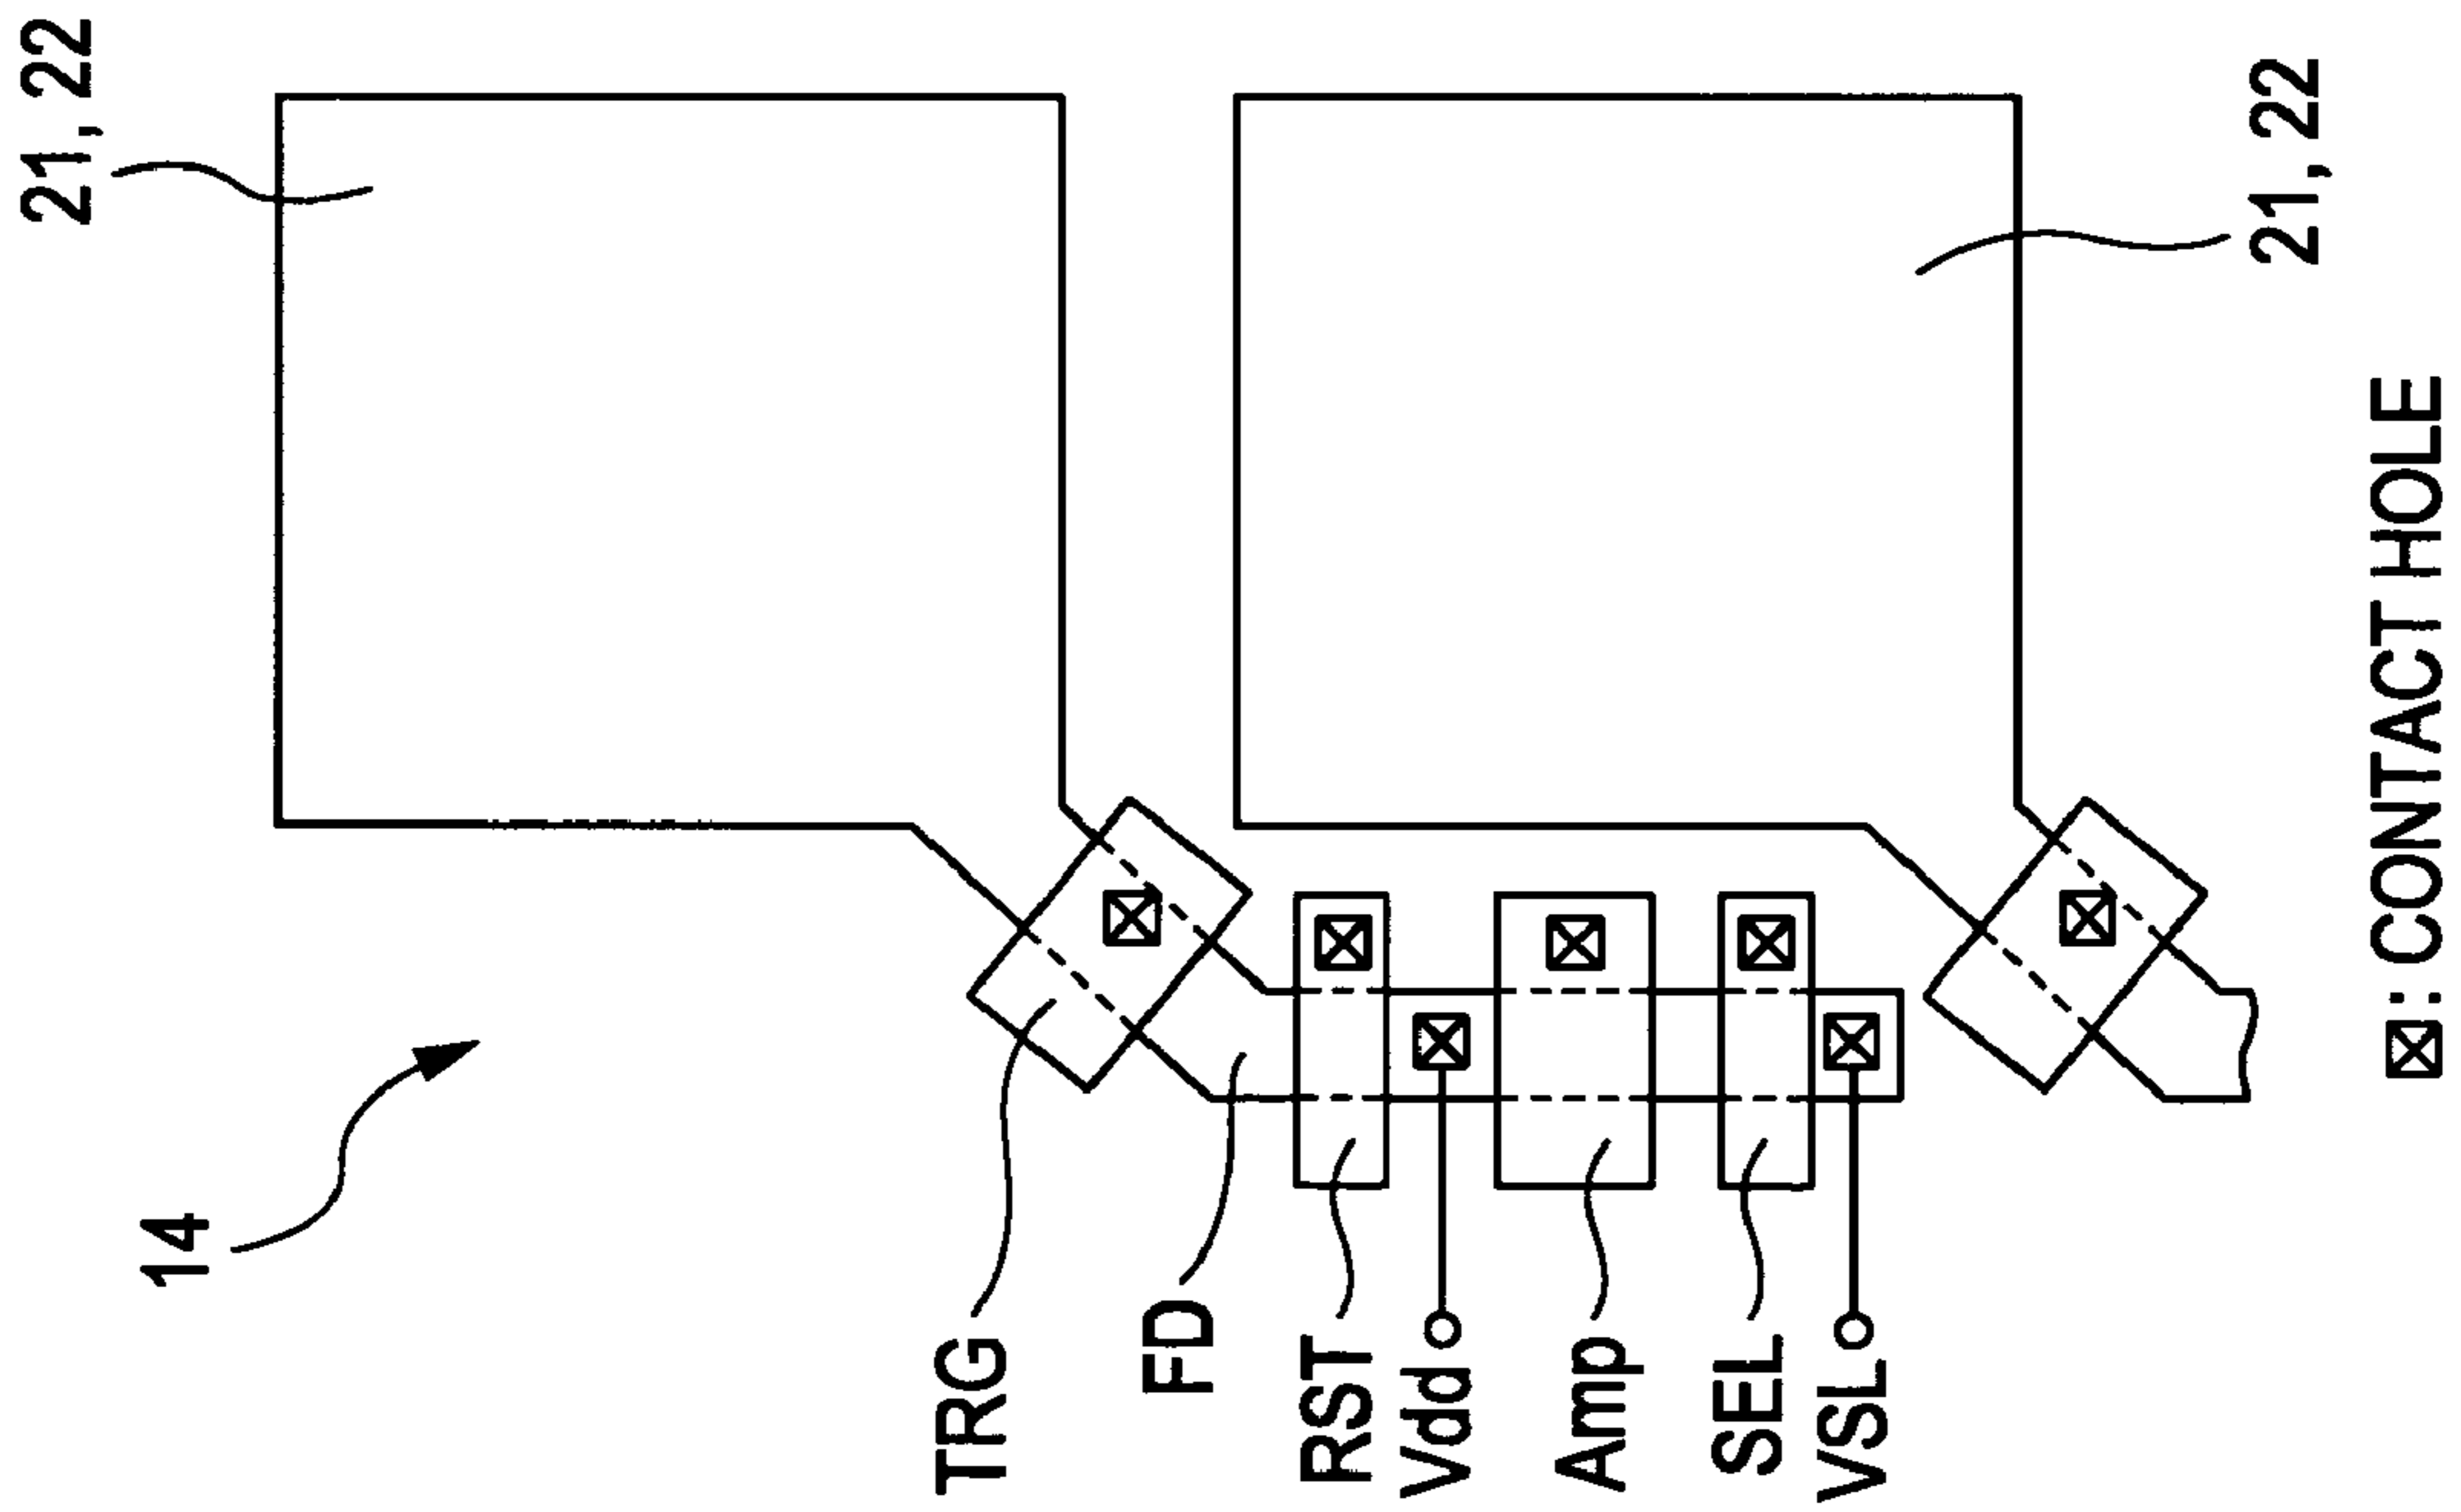 21, 22
21, 22
14
TRG
FD
RST
Vdd
Amp
SEL
VSL
: CONTACT HOLE